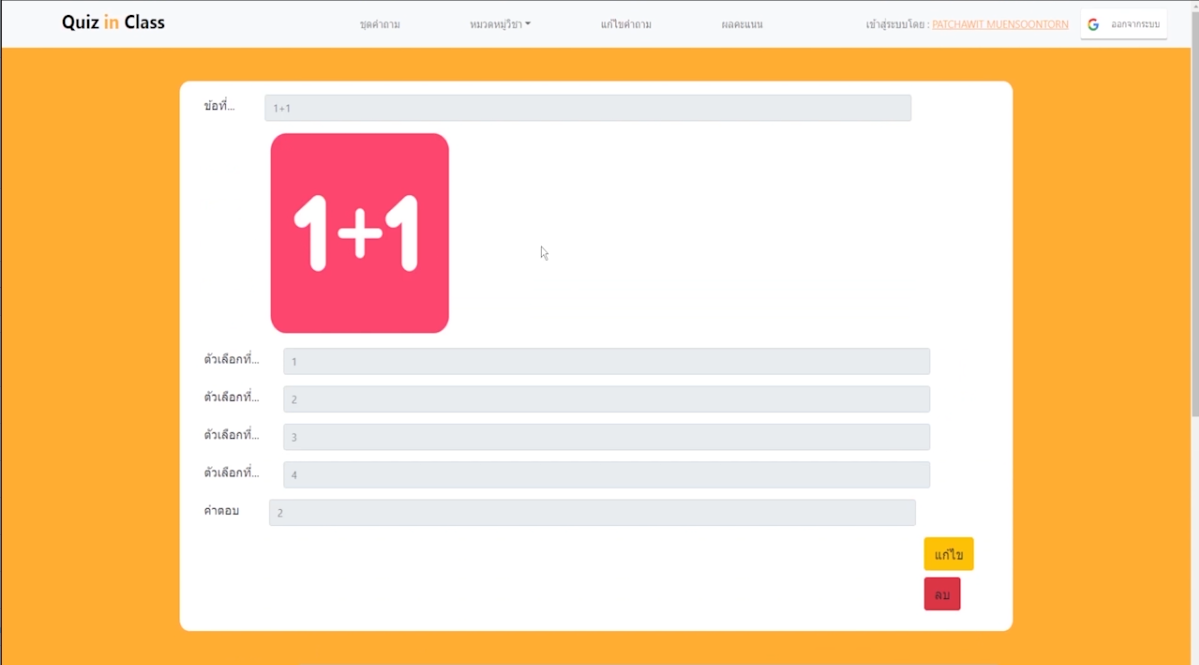 Quiz in Class ชุดคำถาม หมวดหมู่วิชา แก้ไขคำถาม ผลคะแนน เข้าสู่ระบบโดย : PATCHAWIT MUENSOONTORN ออกจากระบบ
ข้อที่... 1+1
1+1
ตัวเลือกที่... 1
ตัวเลือกที่... 2
ตัวเลือกที่... 3
ตัวเลือกที่... 4
คำตอบ 2
แก้ไข
ลบ